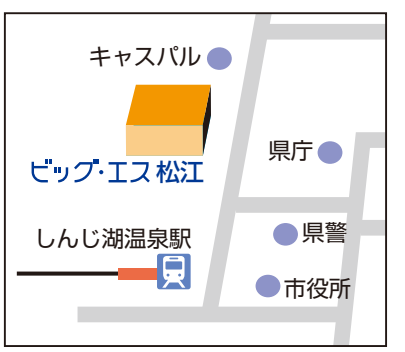 キャスパル
県庁
ビッグ・エス 松江
しんじ湖温泉駅
県警
市役所